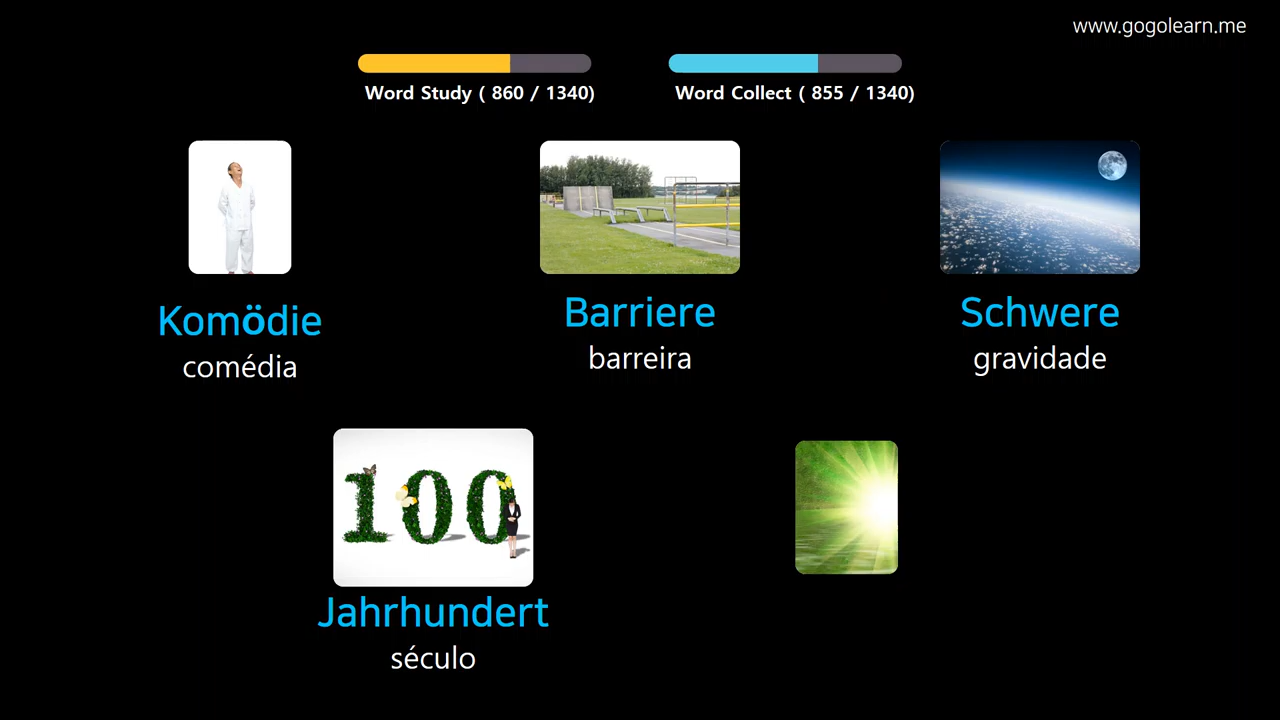 www.gogolearn.me
Word Study ( 860 / 1340)
Word Collect ( 855 / 1340)
Komödie
comédia
Barriere
barreira
Schwere
gravidade
100
Jahrhundert
século